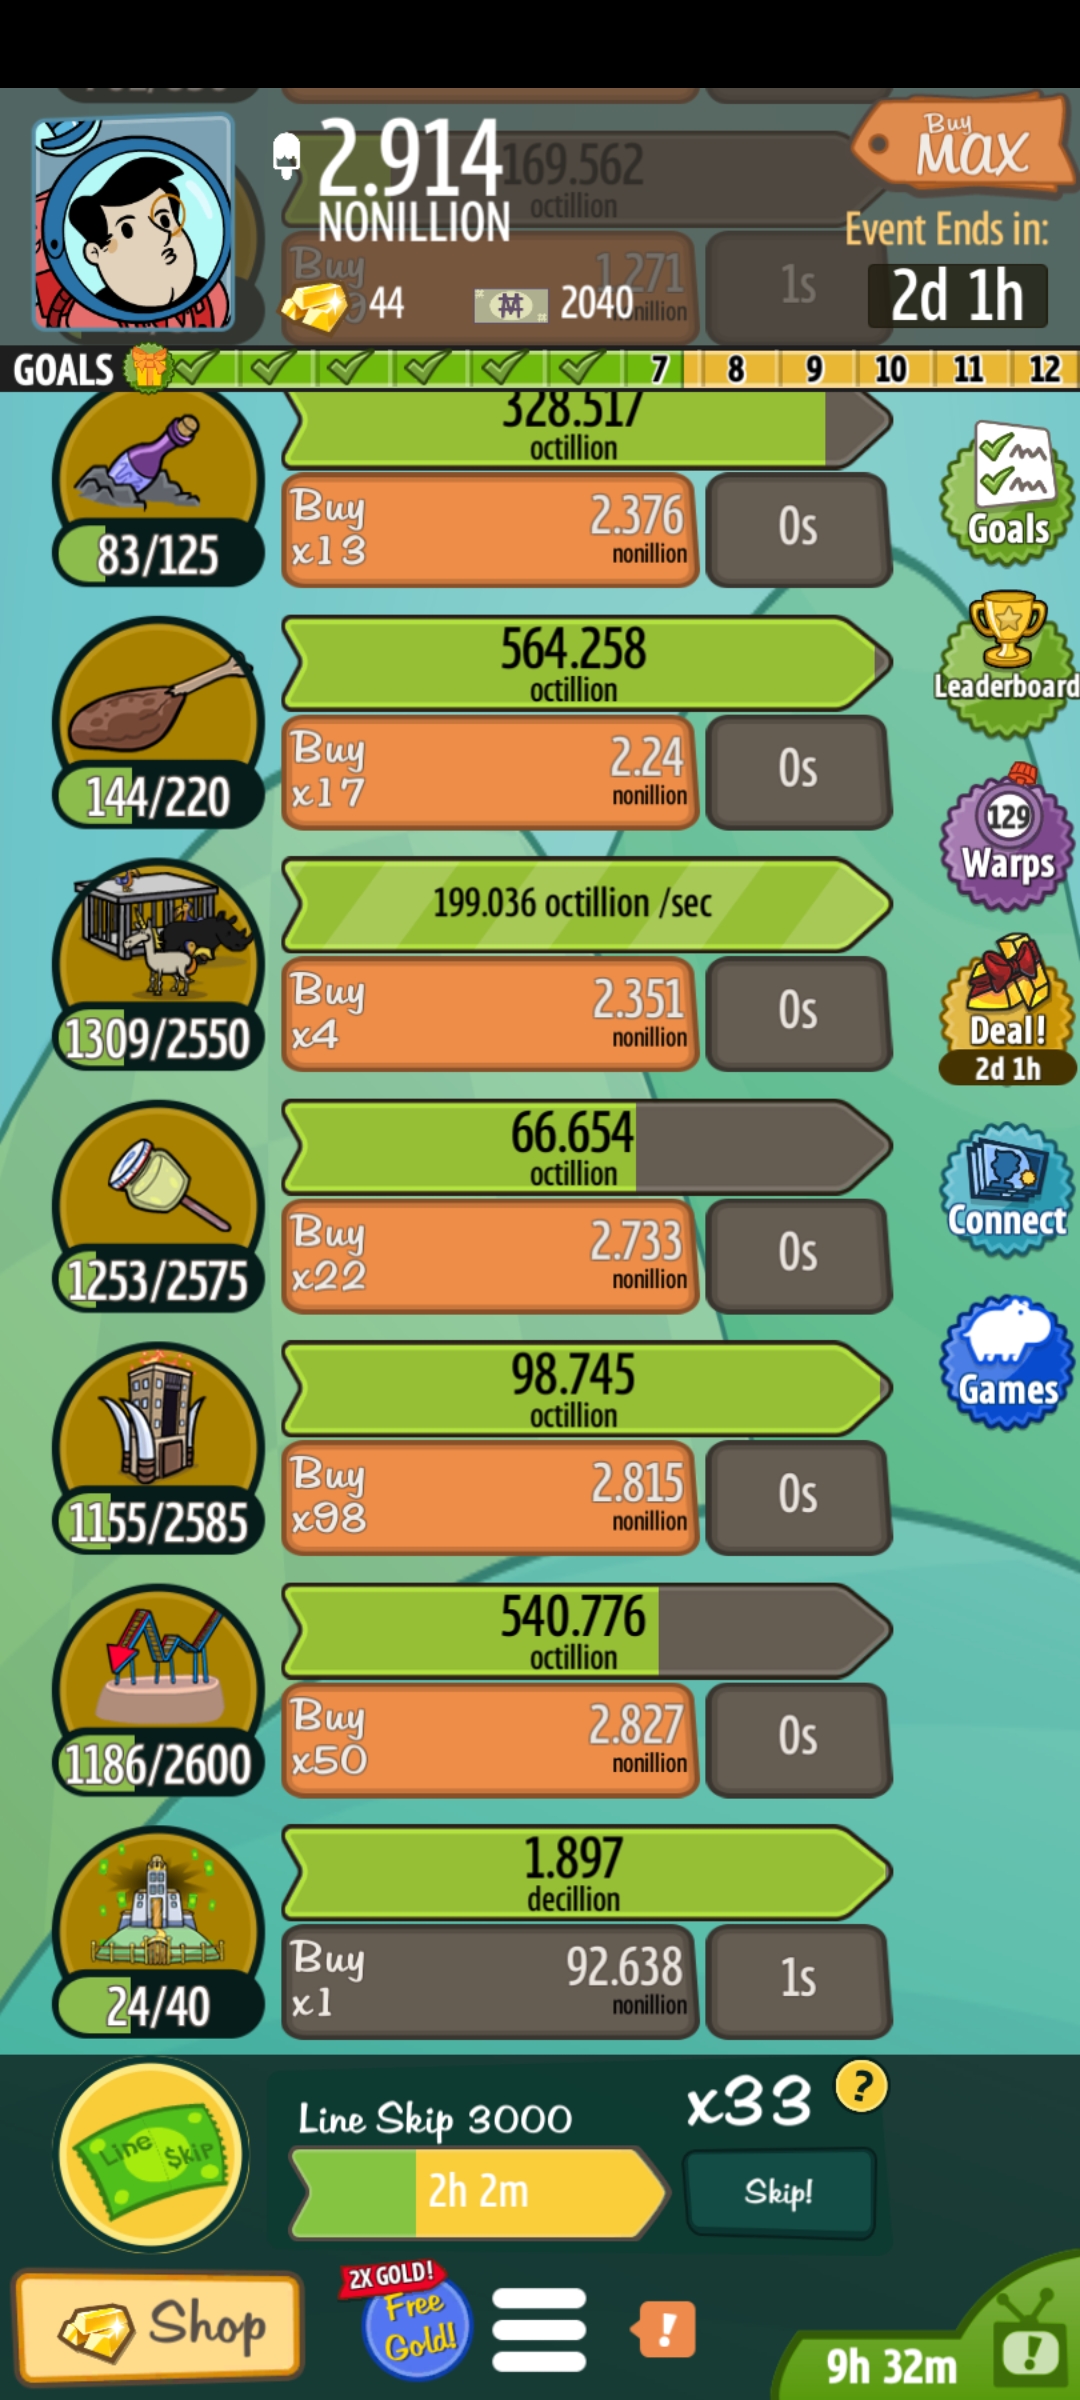 2.914
NONILLION
169.562
octillion
Buy
MAX
Event Ends in:
2d 1h
Buy
1.271
nillion
1s
44
2040
GOALS
7
8
9
10
11
12
328.517
octillion
83/125
Buy
x13
2.376
nonillion
0s
Goals
564.258
octillion
144/220
Buy
x17
2.24
nonillion
0s
Leaderboard
199.036 octillion /sec
1309/2550
Buy
x4
2.351
nonillion
0s
129
Warps
Deal!
2d 1h
66.654
octillion
1253/2575
Buy
x22
2.733
nonillion
0s
Connect
98.745
octillion
1155/2585
Buy
x98
2.815
nonillion
0s
Games
540.776
octillion
1186/2600
Buy
x50
2.827
nonillion
0s
1.897
decillion
24/40
Buy
x1
92.638
nonillion
1s
Line $kip
Line Skip 3000
x33
?
2h 2m
Skip!
Shop
2X GOLD!
Free
Gold!
!
9h 32m
!